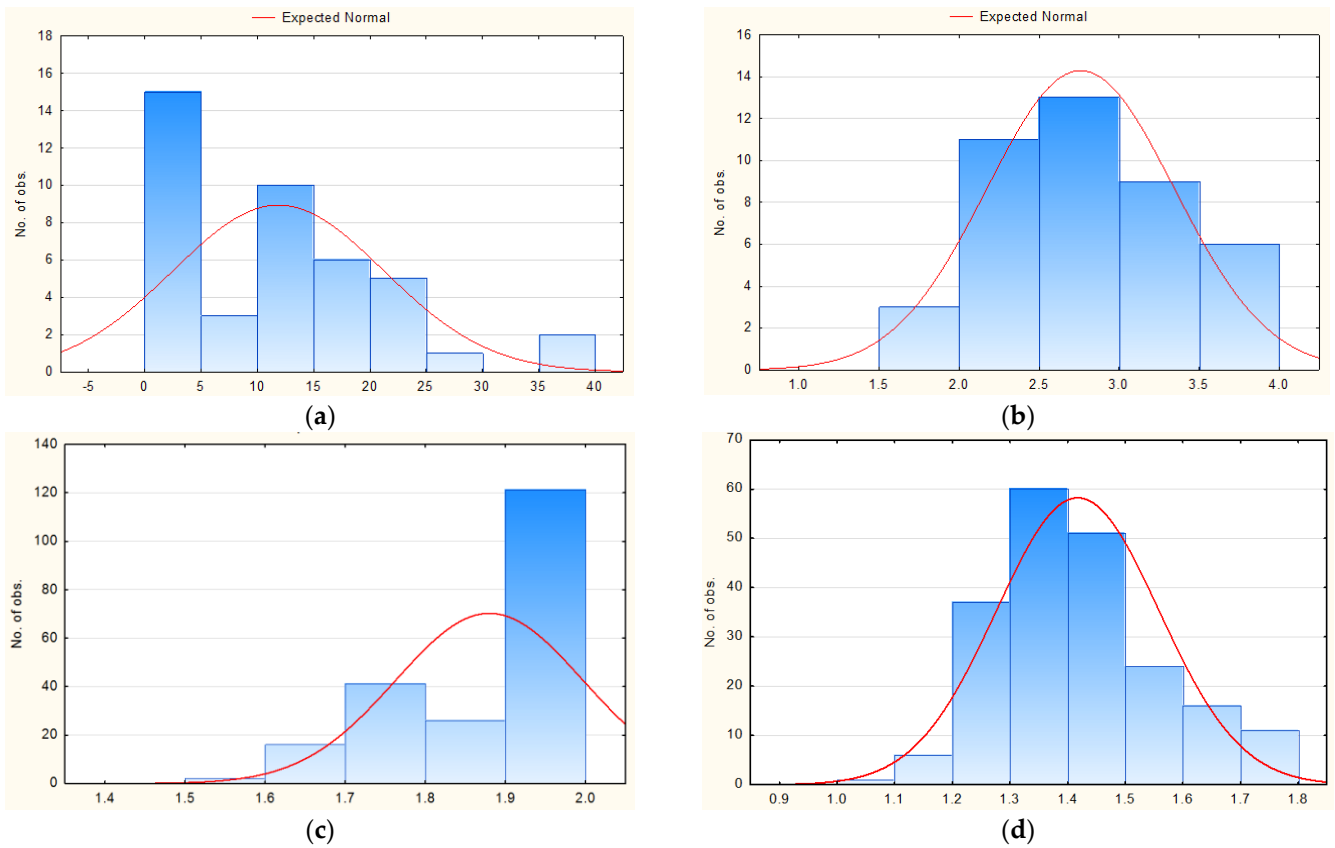 Expected Normal
18
16
14
12
10
8
6
4
2
0
No. of obs.
-5 0 5 10 15 20 25 30 35 40
(a)
Expected Normal
16
14
12
10
8
6
4
2
0
No. of obs.
1.0 1.5 2.0 2.5 3.0 3.5 4.0
(b)
140
120
100
80
60
40
20
0
No. of obs.
1.4 1.5 1.6 1.7 1.8 1.9 2.0
(c)
70
60
50
40
30
20
10
0
No. of obs.
0.9 1.0 1.1 1.2 1.3 1.4 1.5 1.6 1.7 1.8
(d)